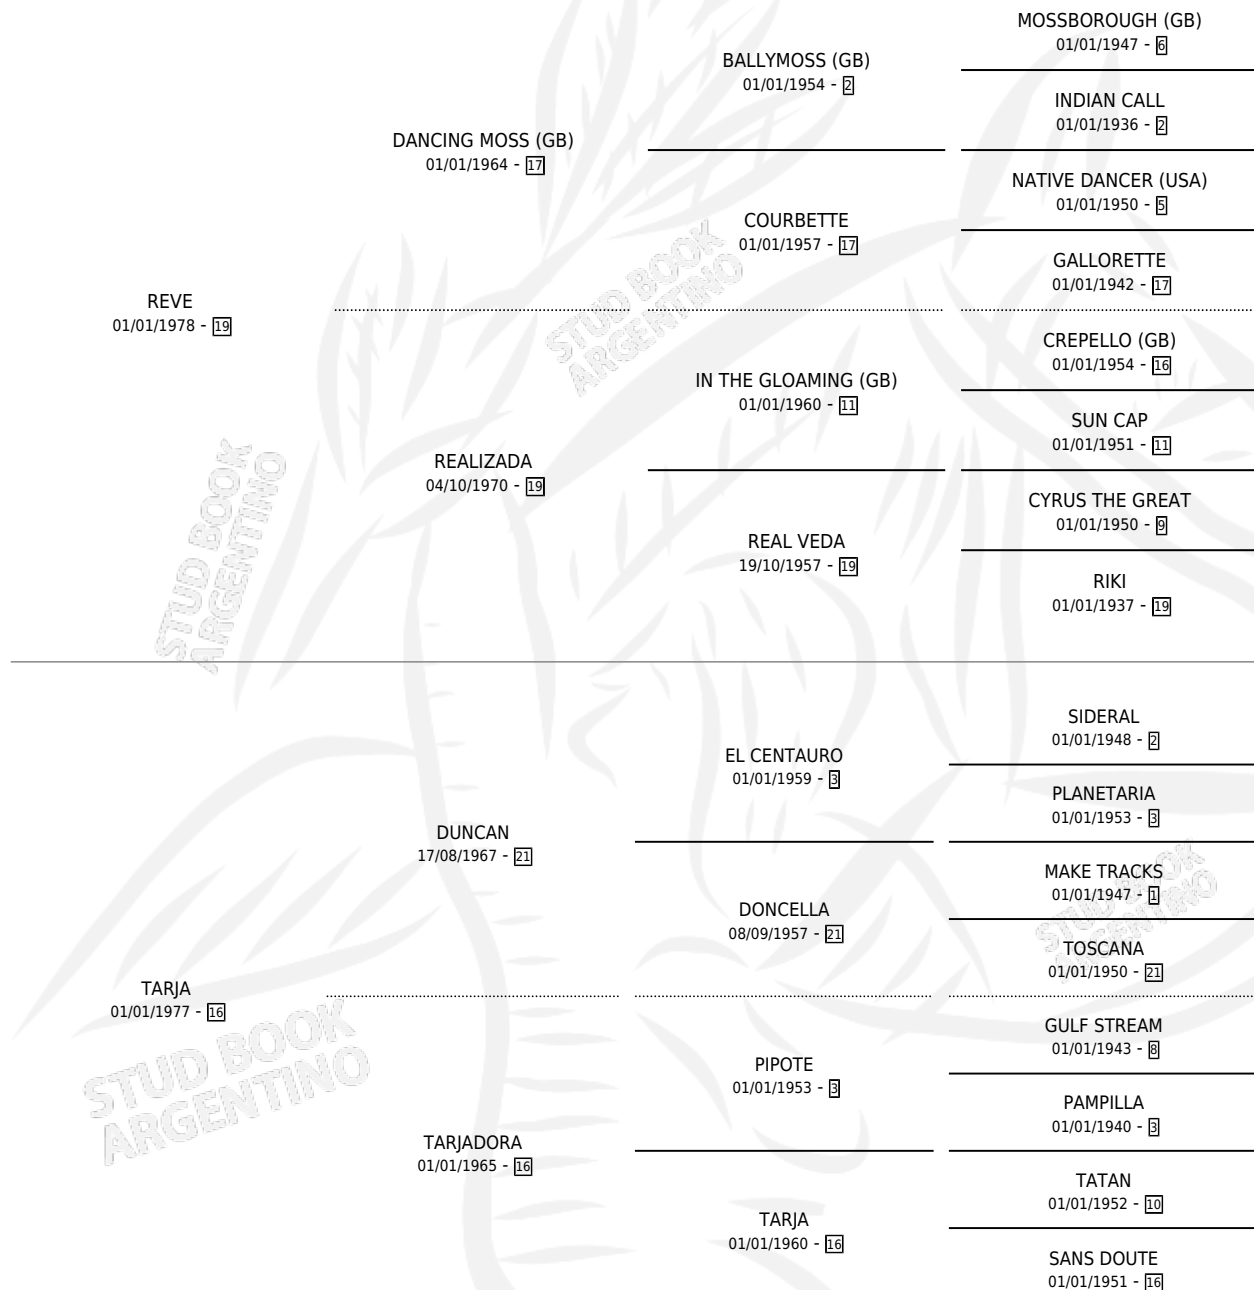 MOSSBOROUGH (GB)
01/01/1947 - 6
BALLYMOSS (GB)
01/01/1954 - 2
INDIAN CALL
01/01/1936 - 2
DANCING MOSS (GB)
01/01/1964 - 17
NATIVE DANCER (USA)
01/01/1950 - 5
COURBETTE
01/01/1957 - 17
GALLORETTE
01/01/1942 - 17
REVE
01/01/1978 - 19
STUD BOOK
ARGENTINO
CREPELLO (GB)
01/01/1954 - 16
IN THE GLOAMING (GB)
01/01/1960 - 11
SUN CAP
01/01/1951 - 11
REALIZADA
04/10/1970 - 19
CYRUS THE GREAT
01/01/1950 - 9
REAL VEDA
19/10/1957 - 19
RIKI
01/01/1937 - 19
STUD BOOK
ARGENTINO
SIDERAL
01/01/1948 - 2
EL CENTAURO
01/01/1959 - 3
PLANETARIA
01/01/1953 - 3
DUNCAN
17/08/1967 - 21
MAKE TRACKS
01/01/1947 - 1
DONCELLA
08/09/1957 - 21
TOSCANA
01/01/1950 - 21
STUD BOOK
ARGENTINO
TARJA
01/01/1977 - 16
GULF STREAM
01/01/1943 - 8
PIPOTE
01/01/1953 - 3
PAMPILLA
01/01/1940 - 3
STUD BOOK
ARGENTINO
TARJADORA
01/01/1965 - 16
TATAN
01/01/1952 - 10
TARJA
01/01/1960 - 16
SANS DOUTE
01/01/1951 - 16